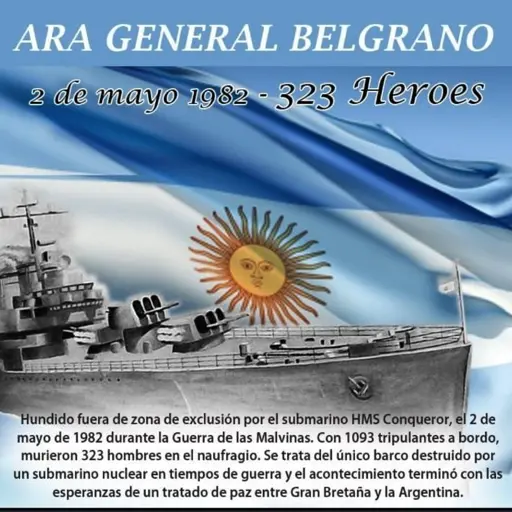 ARA GENERAL BELGRANO
2 de mayo 1982 - 323 Heroes
Hundido fuera de zona de exclusión por el submarino HMS Conqueror, el 2 de
mayo de 1982 durante la Guerra de las Malvinas. Con 1093 tripulantes a bordo,
murieron 323 hombres en el naufragio. Se trata del único barco destruido por
un submarino nuclear en tiempos de guerra y el acontecimiento terminó con las
esperanzas de un tratado de paz entre Gran Bretaña y la Argentina.